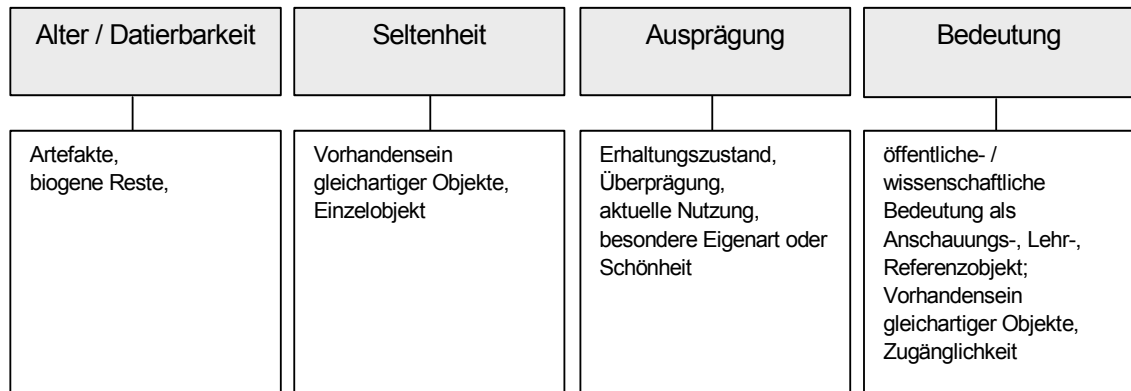 Alter / Datierbarkeit
Seltenheit
Ausprägung
Bedeutung
Artefakte,
biogene Reste,
Vorhandensein
gleichartiger Objekte,
Einzelobjekt
Erhaltungszustand,
Überprägung,
aktuelle Nutzung,
besondere Eigenart oder
Schönheit
öffentliche- /
wissenschaftliche
Bedeutung als
Anschauungs-, Lehr-,
Referenzobjekt;
Vorhandensein
gleichartiger Objekte,
Zugänglichkeit